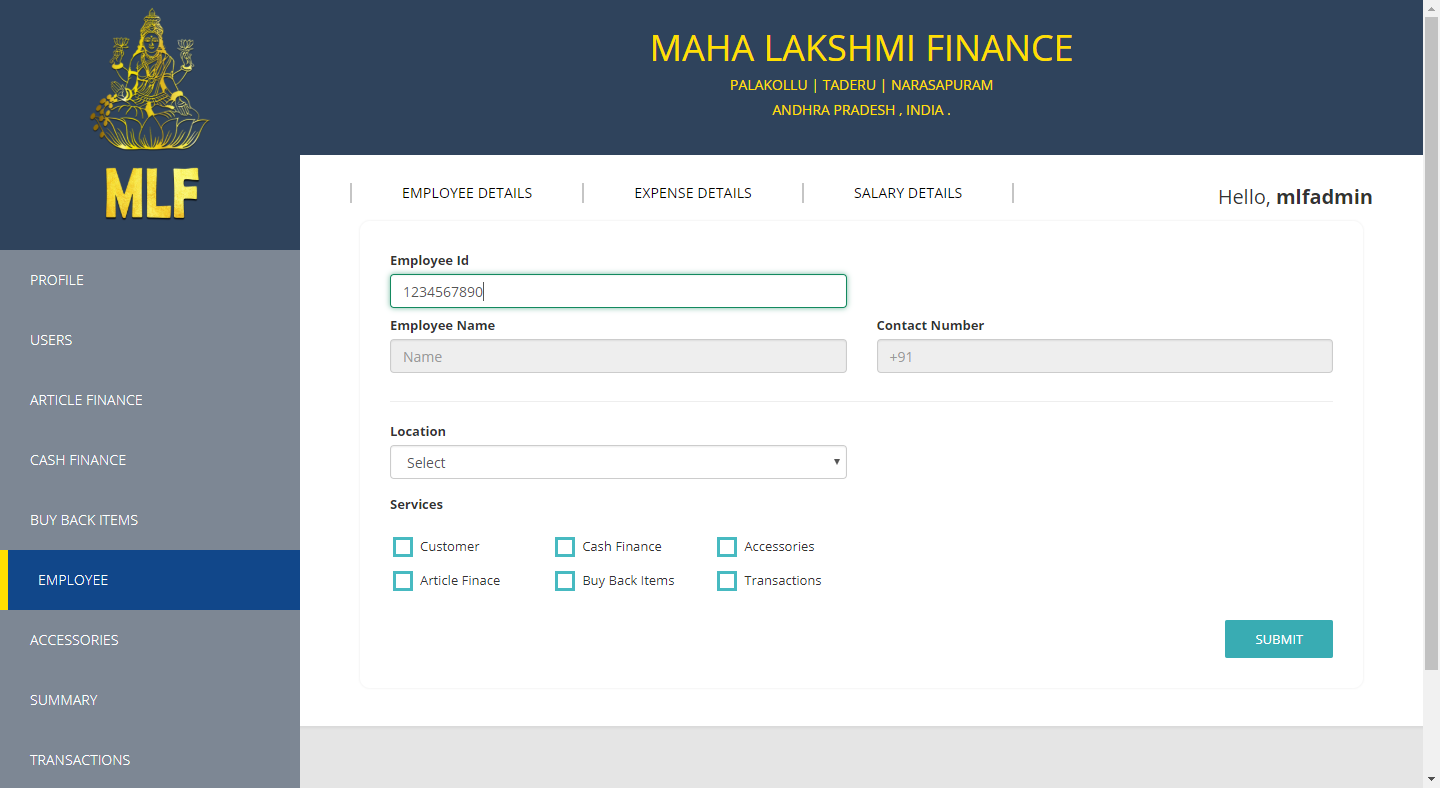 MLF
MAHA LAKSHMI FINANCE
PALAKOLLU | TADERU | NARASAPURAM
ANDHRA PRADESH , INDIA .
PROFILE
USERS
ARTICLE FINANCE
CASH FINANCE
BUY BACK ITEMS
EMPLOYEE
ACCESSORIES
SUMMARY
TRANSACTIONS
EMPLOYEE DETAILS
EXPENSE DETAILS
SALARY DETAILS
Hello, mlfadmin
Employee Id
1234567890
Employee Name
Contact Number
Name
+91
Location
Select
Services
Customer
Cash Finance
Accessories
Article Finace
Buy Back Items
Transactions
SUBMIT